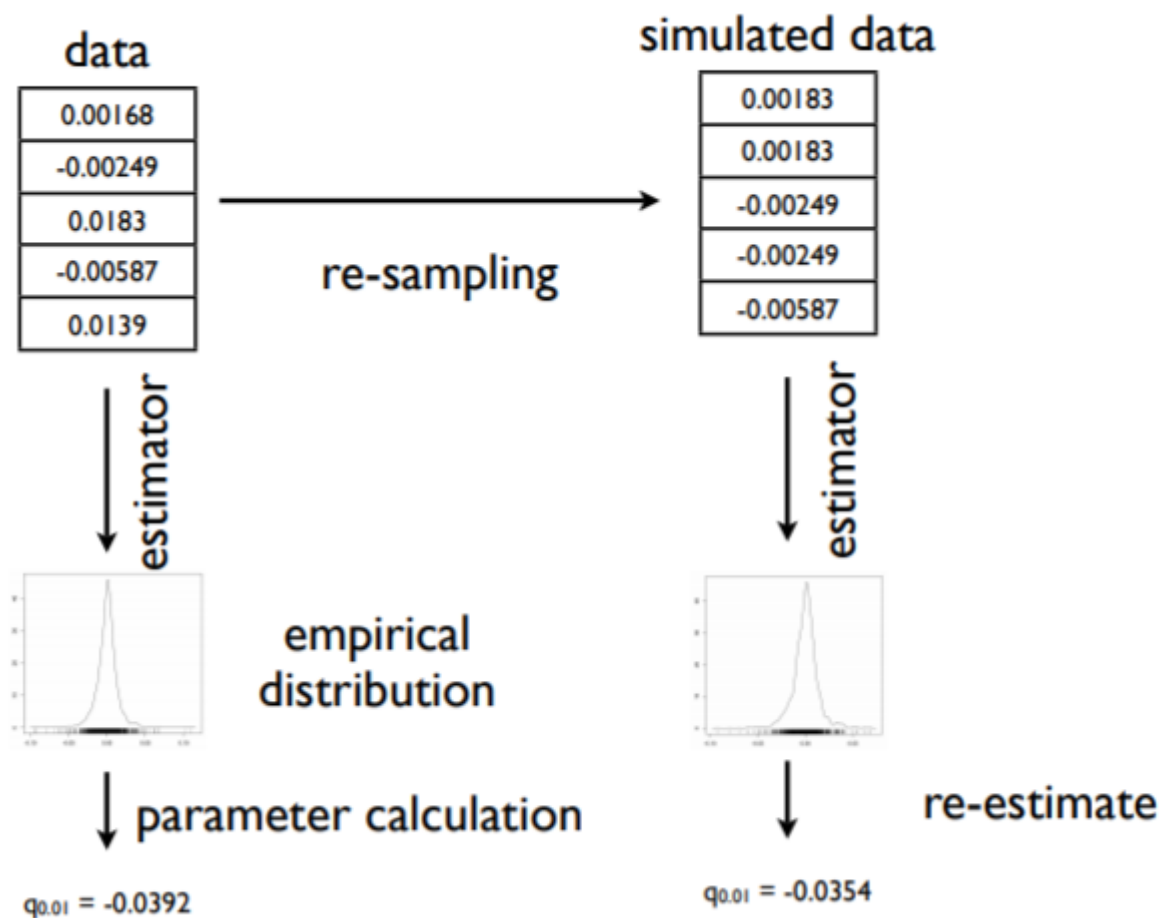 data
0.00168
-0.00249
0.0183
-0.00587
0.0139
re-sampling
simulated data
0.00183
0.00183
-0.00249
-0.00249
-0.00587
estimator
estimator
empirical
distribution
parameter calculation
re-estimate
q0.01 = -0.0392
q0.01 = -0.0354